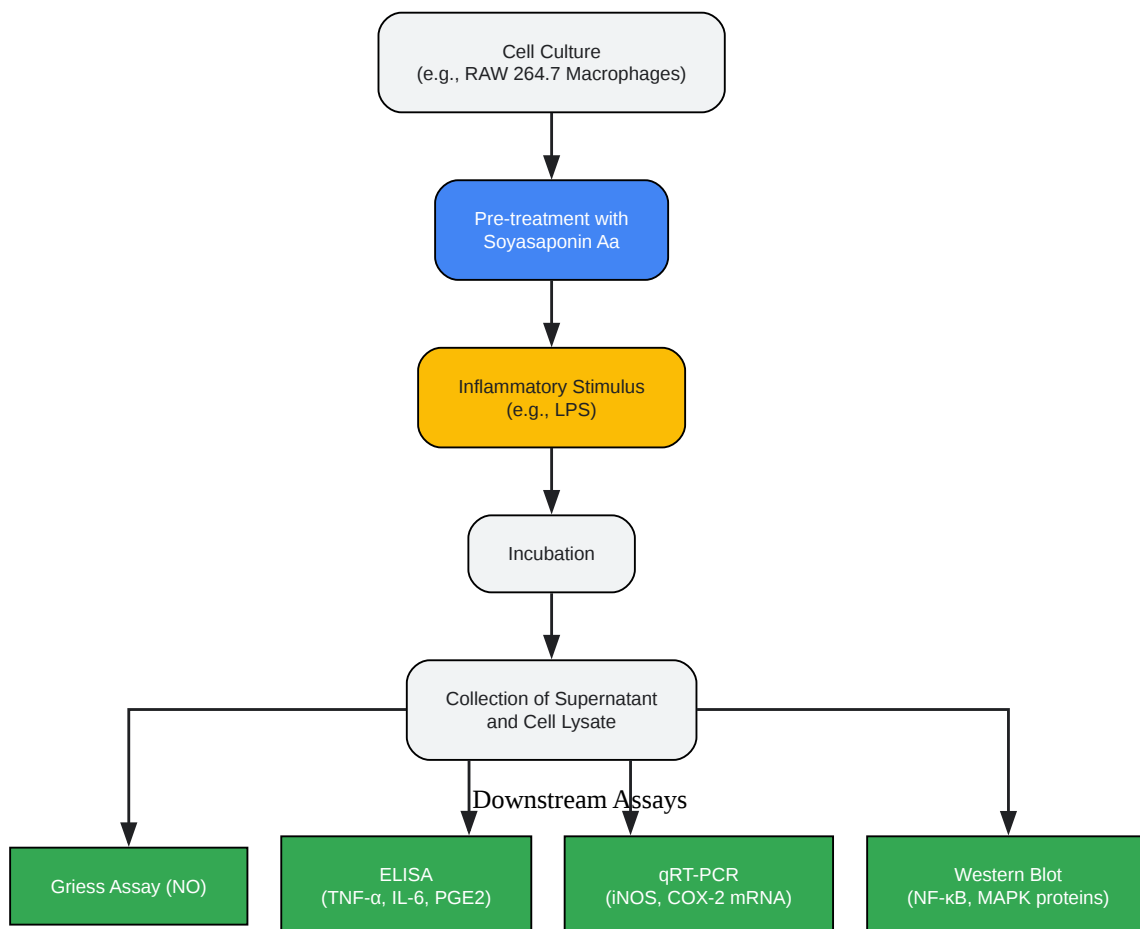 Cell Culture
(e.g., RAW 264.7 Macrophages)
Pre-treatment with
Soyasaponin Aa
Inflammatory Stimulus
(e.g., LPS)
Incubation
Collection of Supernatant
and Cell Lysate
Downstream Assays
Griess Assay (NO)
ELISA
(TNF-α, IL-6, PGE2)
qRT-PCR
(iNOS, COX-2 mRNA)
Western Blot
(NF-κB, MAPK proteins)